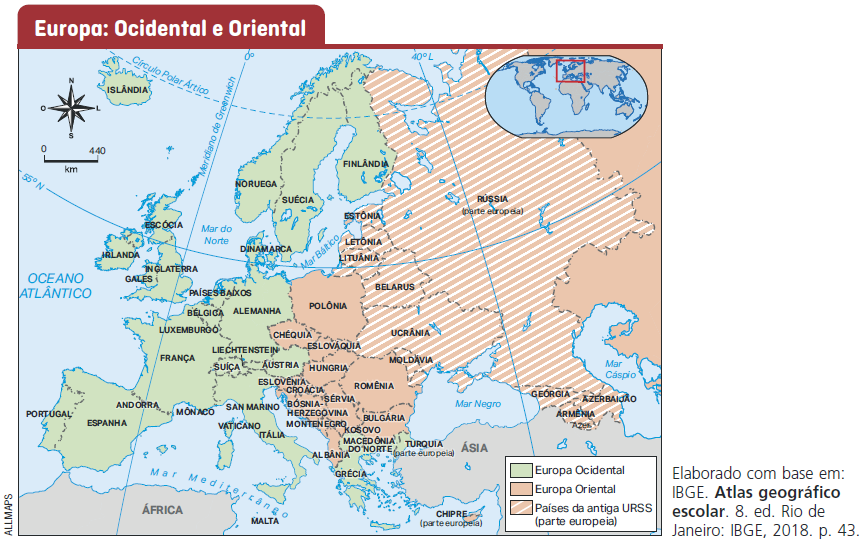 Europa: Ocidental e Oriental
Círculo Polar Ártico
0°
40° L
ISLÂNDIA
Meridiano de Greenwich
N
O
L
S
0 440
km
55° N
FINLÂNDIA
NORUEGA
SUÉCIA
RÚSSIA
(parte europeia)
ESTÔNIA
ESCÓCIA
Mar do
Norte
LETÔNIA
DINAMARCA
Mar Báltico
LITUÂNIA
IRLANDA
INGLATERRA
GALES
OCEANO
ATLÂNTICO
BELARUS
PAÍSES BAIXOS
POLÔNIA
BÉLGICA
ALEMANHA
LUXEMBURGO
UCRÂNIA
CHÉQUIA
ESLOVÁQUIA
LIECHTENSTEIN
FRANÇA
MOLDÁVIA
SUÍÇA
ÁUSTRIA
HUNGRIA
Mar
Cáspio
ESLOVÊNIA
CROÁCIA
ROMÊNIA
SÉRVIA
GEÓRGIA
AZERBAIJÃO
BÓSNIA-
HERZEGOVINA
ANDORRA
MÔNACO
SAN MARINO
Mar Negro
PORTUGAL
ESPANHA
MONTENEGRO
BULGÁRIA
ARMÊNIA
Azer.
VATICANO
ITÁLIA
KOSOVO
MACEDÔNIA
DO NORTE
TURQUIA
(parte europeia)
ÁSIA
ALBÂNIA
GRÉCIA
Mar Mediterrâneo
ÁFRICA
MALTA
CHIPRE
(parte europeia)
Europa Ocidental
Europa Oriental
Países da antiga URSS
(parte europeia)
ALLMAPS
Elaborado com base em:
IBGE. Atlas geográfico
escolar. 8. ed. Rio de
Janeiro: IBGE, 2018. p. 43.